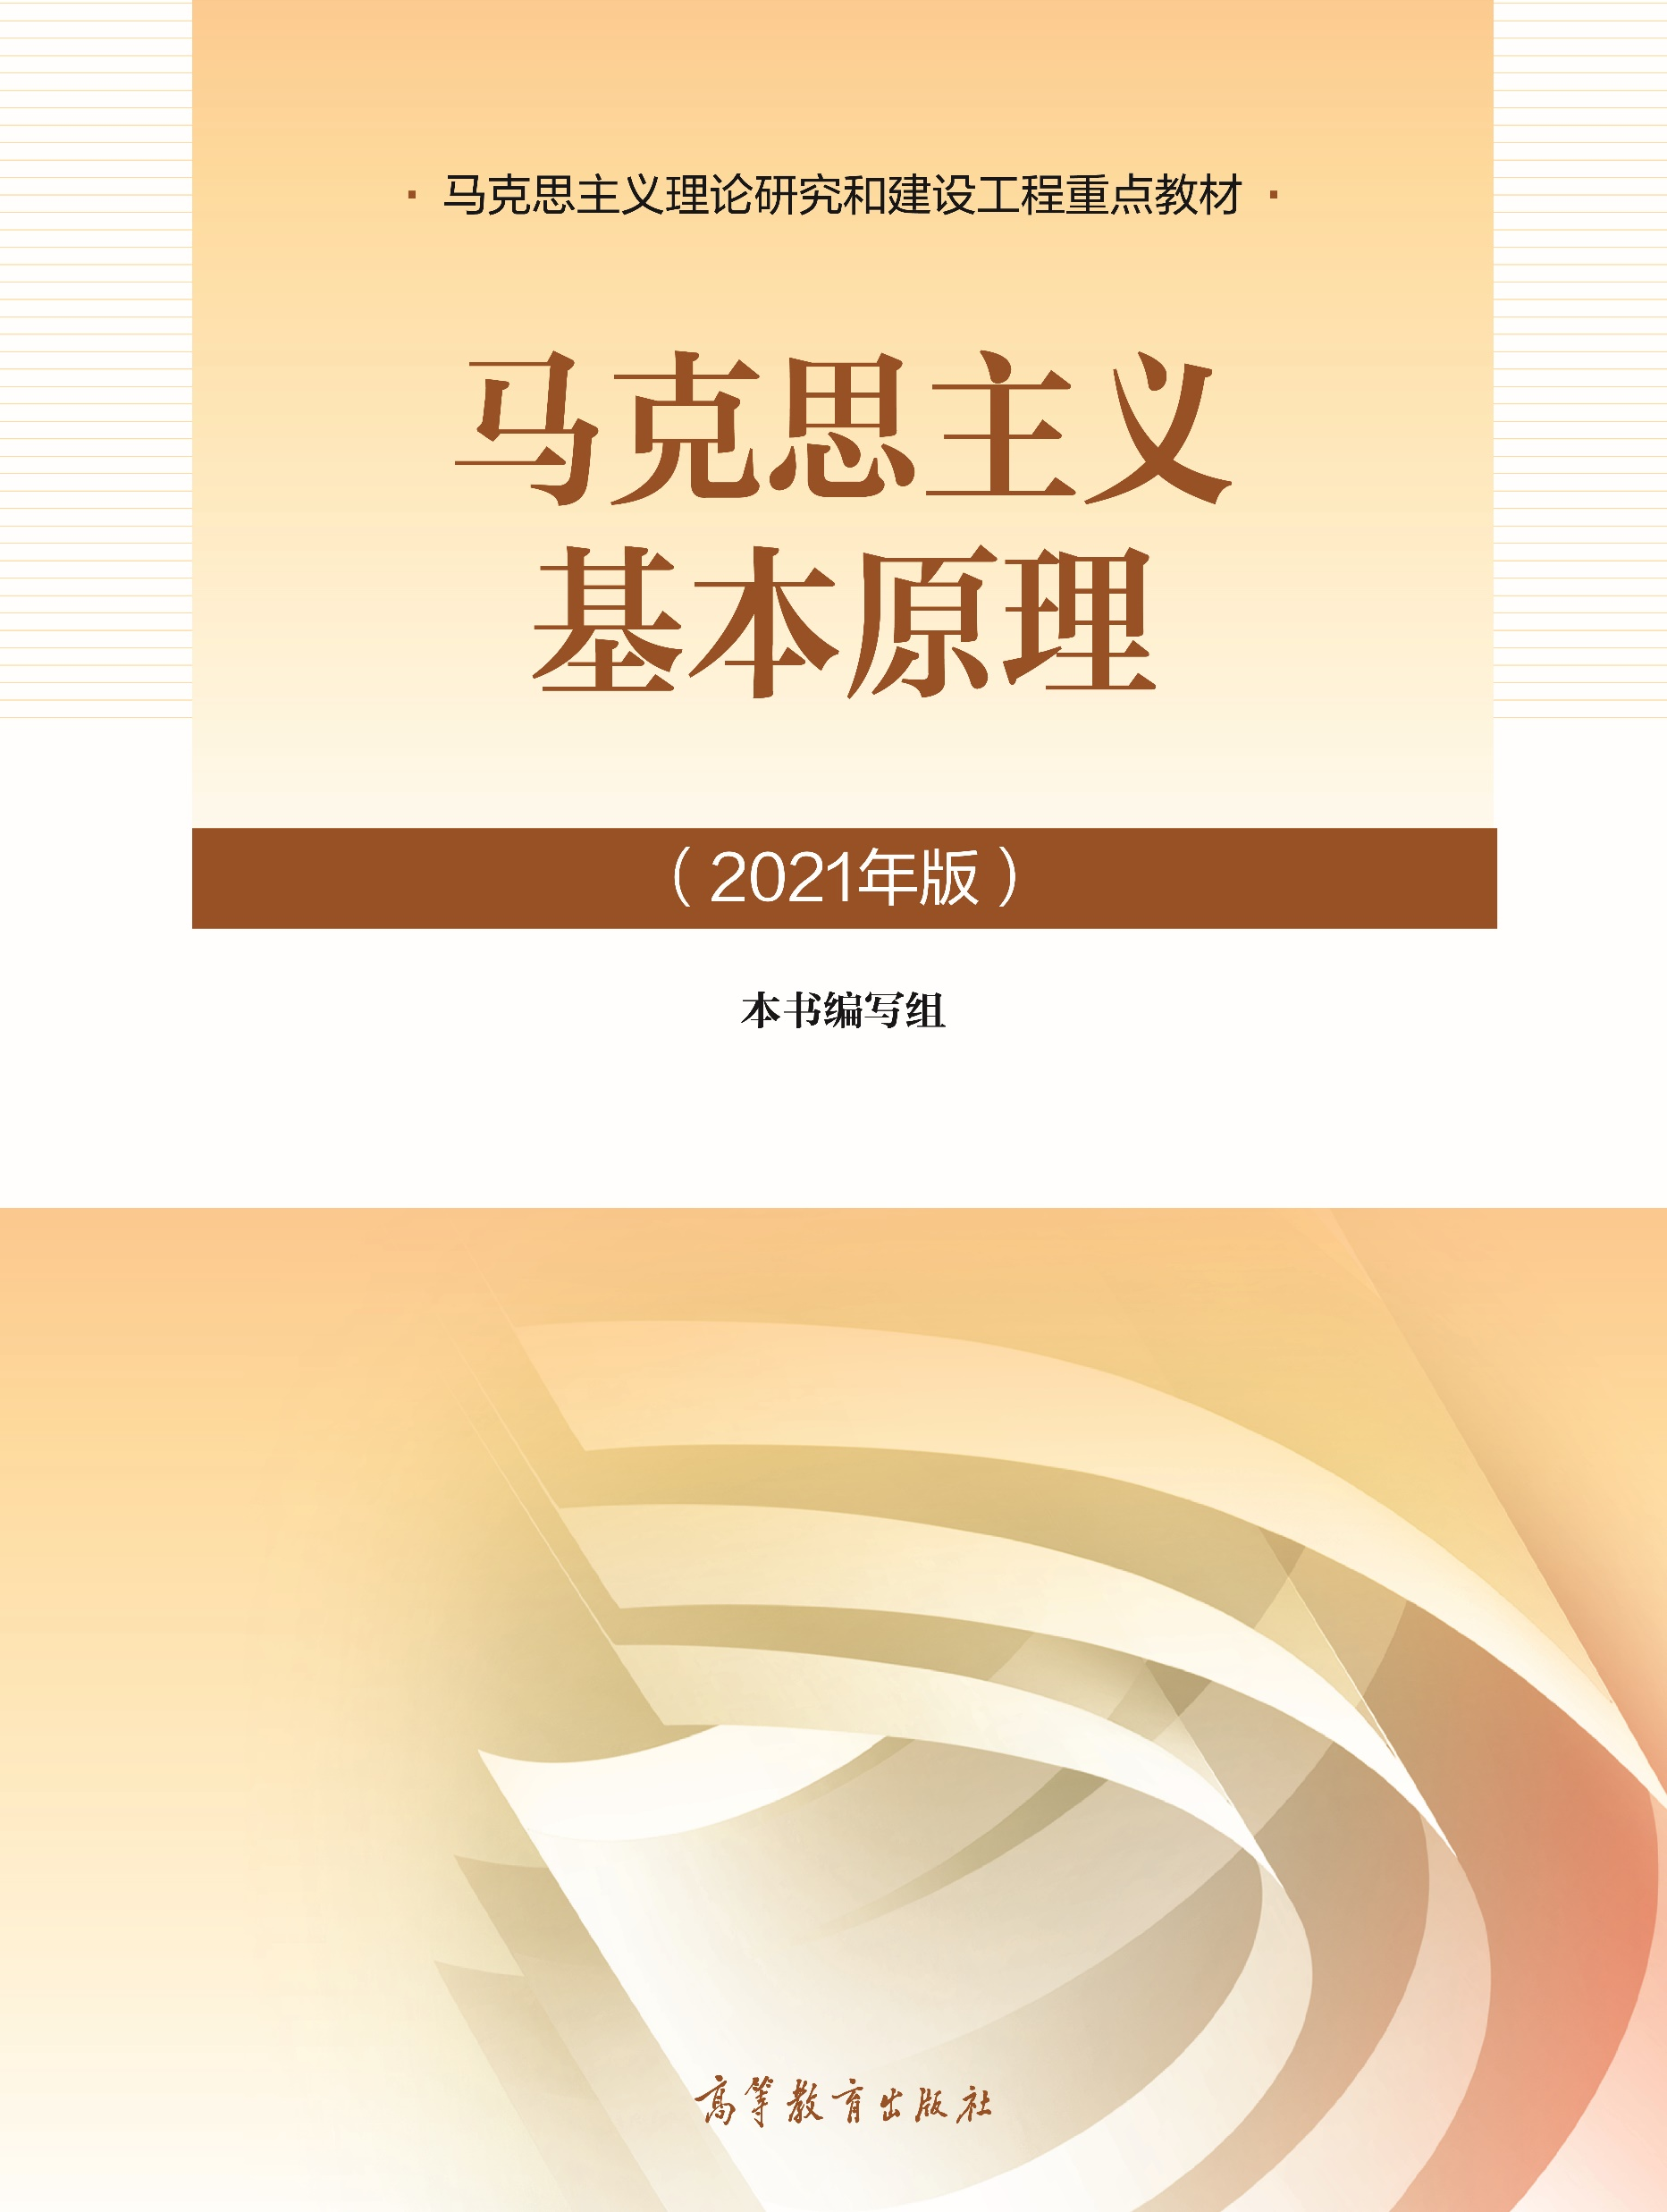 · 马克思主义理论研究和建设工程重点教材 ·
马克思主义
基本原理
（2021年版）
本书编写组
高等教育出版社